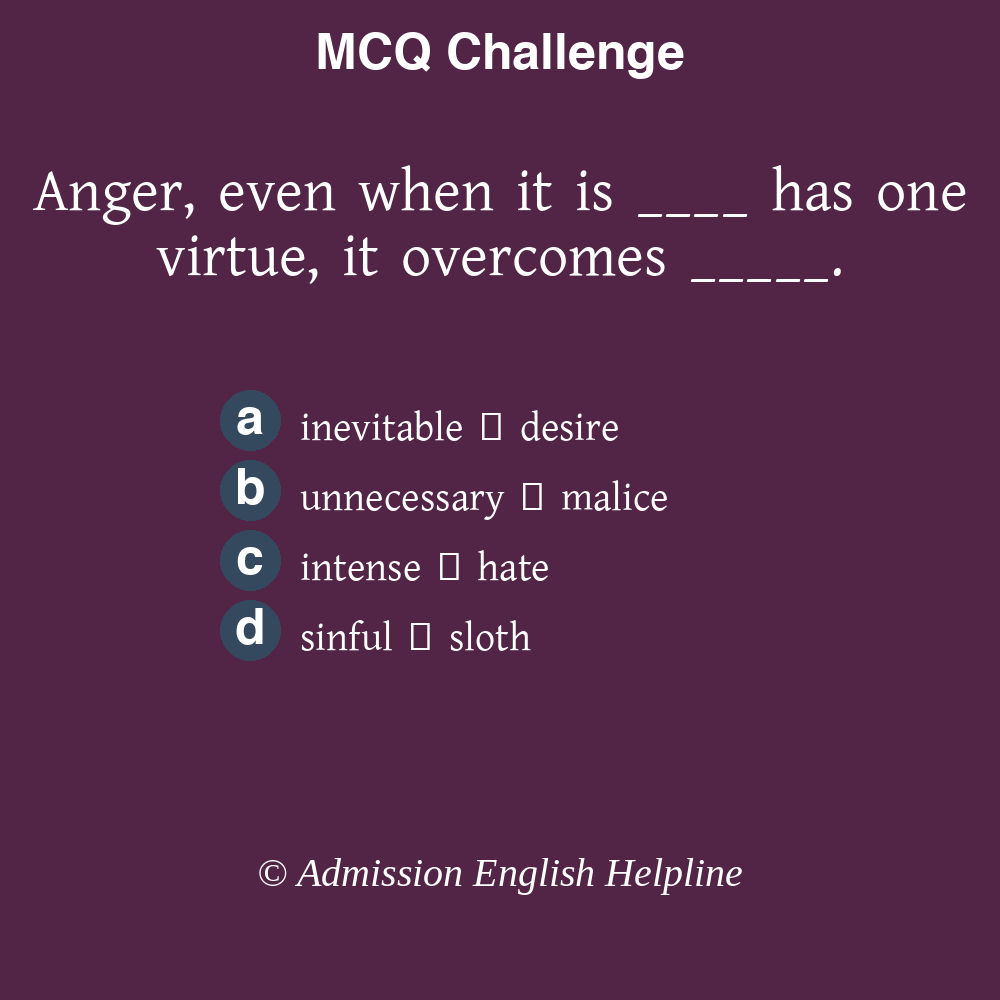 MCQ Challenge
Anger, even when it is ____ has one
virtue, it overcomes _____.
a inevitable 􀀀 desire
b unnecessary 􀀀 malice
c intense 􀀀 hate
d sinful 􀀀 sloth
© Admission English Helpline